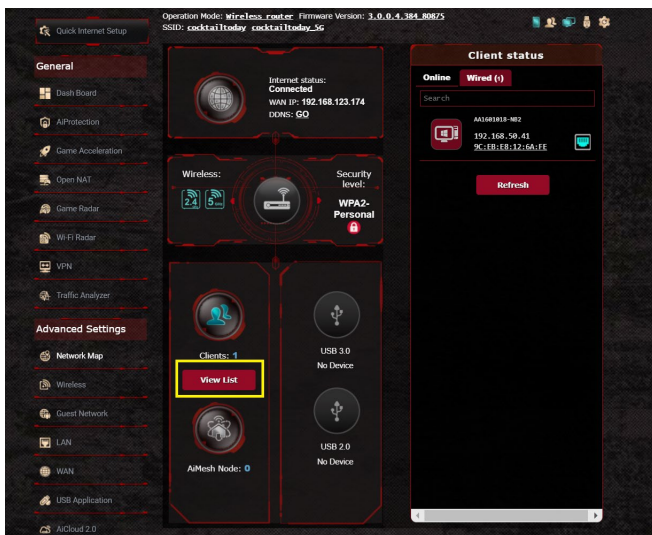 Operation Mode: Wireless router Firmware Version: 3.0.0.4.384_80875
SSID: cocktailtoday cocktailtoday_5G
Quick Internet Setup
General
Dash Board
AiProtection
Game Acceleration
Open NAT
Game Radar
Wi-Fi Radar
VPN
Traffic Analyzer
Advanced Settings
Network Map
Wireless
Guest Network
LAN
WAN
USB Application
AiCloud 2.0
Internet status:
Connected
WAN IP: 192.168.123.174
DDNS: GO
Wireless:
2.4 GHz
5 GHz
Security
level:
WPA2-
Personal
Clients: 1
View List
AiMesh Node: 0
USB 3.0
No Device
USB 2.0
No Device
Client status
Online Wired (1)
Search
AA1601018-NB2
192.168.50.41
9C:EB:E8:12:6A:FE
Refresh